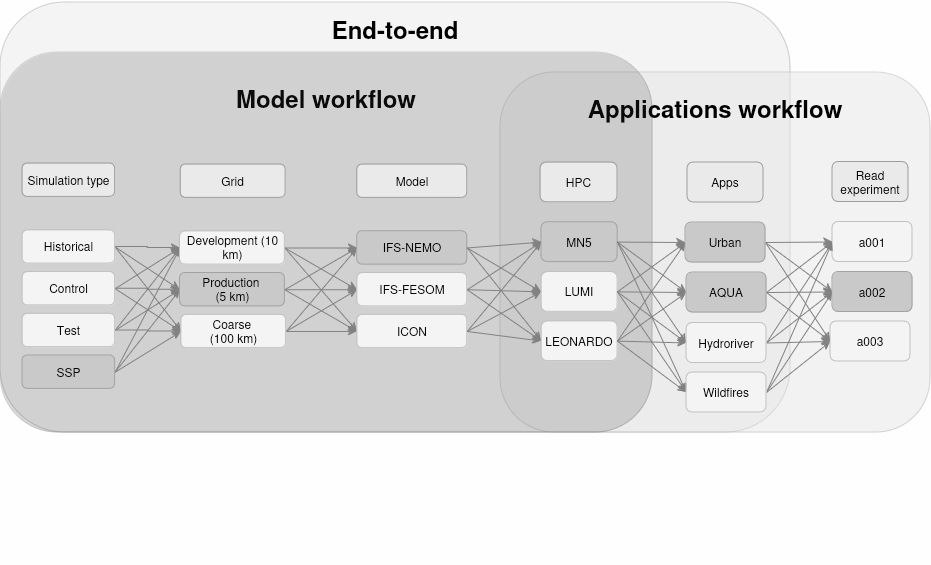 End-to-end
Model workflow
Applications workflow
Simulation type
Grid
Model
HPC
Apps
Read
experiment
Historical
Control
Test
SSP
Development (10
km)
Production
(5 km)
Coarse
(100 km)
IFS-NEMO
IFS-FESOM
ICON
MN5
LUMI
LEONARDO
Urban
AQUA
Hydroriver
Wildfires
a001
a002
a003